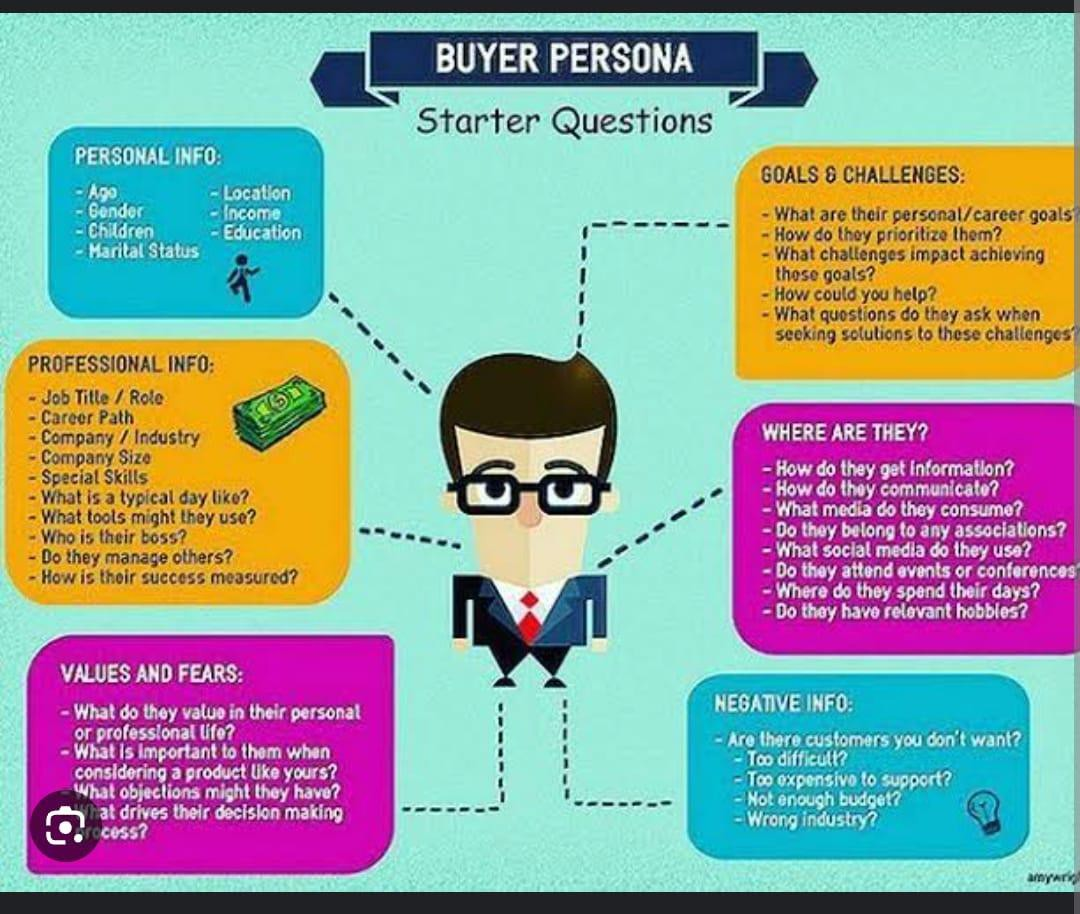 BUYER PERSONA
Starter Questions
PERSONAL INFO:
- Age
- Gender
- Children
- Marital Status
- Location
- Income
- Education
PROFESSIONAL INFO:
- Job Title / Role
- Career Path
- Company / Industry
- Company Size
- Special Skills
- What is a typical day like?
- What tools might they use?
- Who is their boss?
- Do they manage others?
- How is their success measured?
VALUES AND FEARS:
- What do they value in their personal
or professional life?
- What is important to them when
considering a product like yours?
- What objections might they have?
What drives their decision making
process?
GOALS & CHALLENGES:
- What are their personal/career goals?
- How do they prioritize them?
- What challenges impact achieving
these goals?
- How could you help?
- What questions do they ask when
seeking solutions to these challenges?
WHERE ARE THEY?
- How do they get information?
- How do they communicate?
- What media do they consume?
- Do they belong to any associations?
- What social media do they use?
- Do they attend events or conferences
- Where do they spend their days?
- Do they have relevant hobbies?
NEGATIVE INFO:
- Are there customers you don't want?
- Too difficult?
- Too expensive to support?
- Not enough budget?
- Wrong industry?